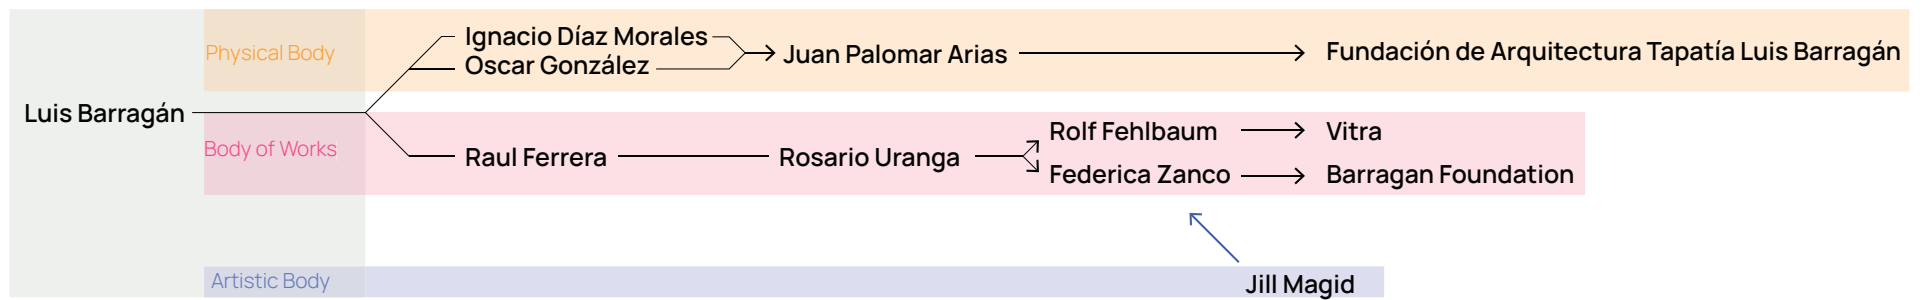 Physical Body
Ignacio Díaz Morales
Oscar González
Juan Palomar Arias
Fundación de Arquitectura Tapatía Luis Barragán
Luis Barragán
Body of Works
Raul Ferrera
Rosario Uranga
Rolf Fehlbaum
Vitra
Federica Zanco
Barragan Foundation
Artistic Body
Jill Magid